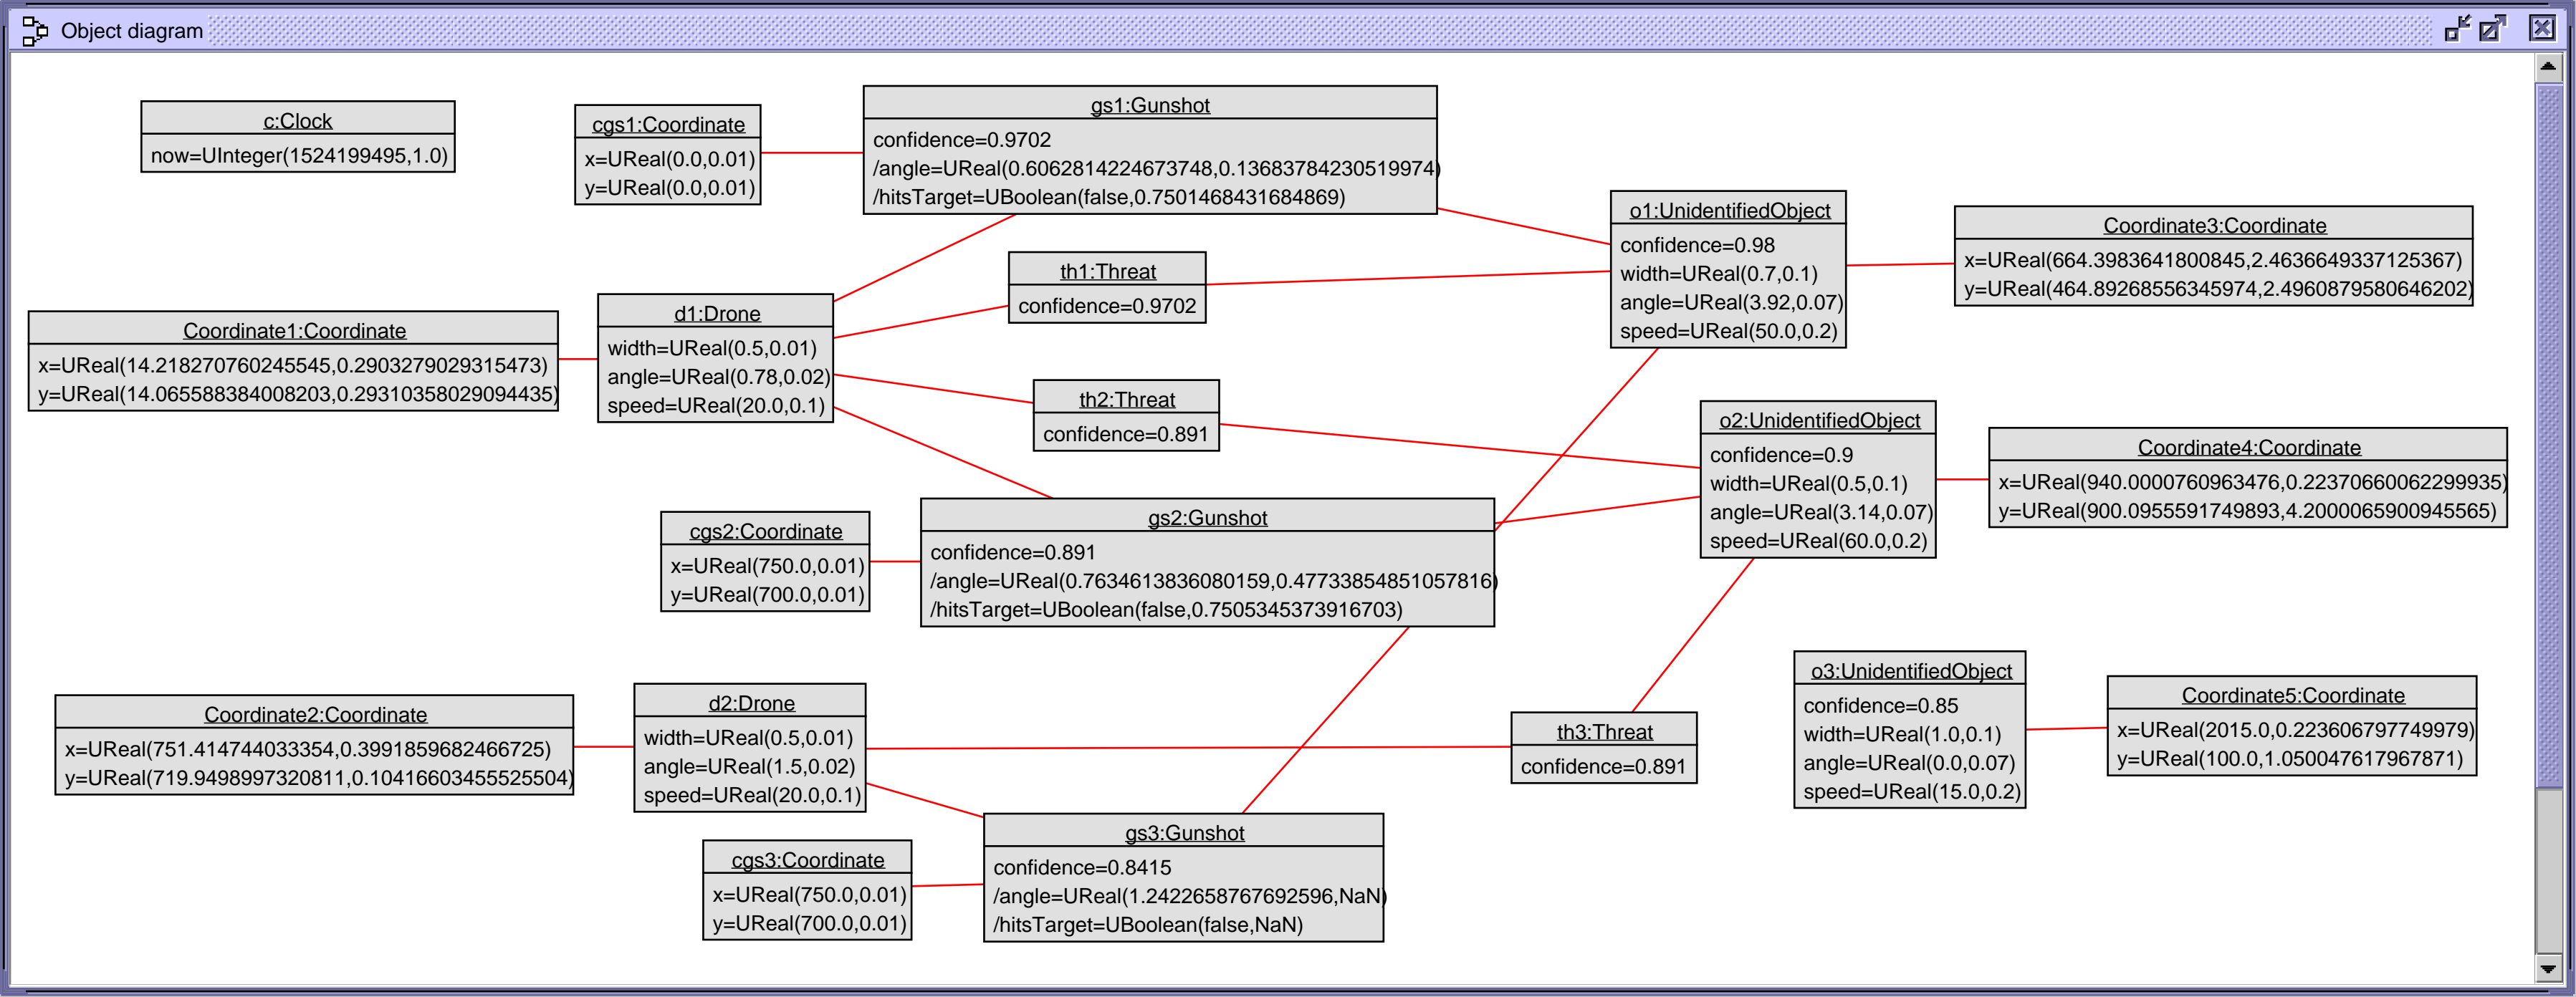 Object diagram
c:Clock
now=UInteger(1524199495,1.0)
cgs1:Coordinate
x=UReal(0.0,0.01)
y=UReal(0.0,0.01)
gs1:Gunshot
confidence=0.9702
/angle=UReal(0.6062814224673748,0.13683784230519974)
/hitsTarget=UBoolean(false,0.7501468431684869)
o1:UnidentifiedObject
confidence=0.98
width=UReal(0.7,0.1)
angle=UReal(3.92,0.07)
speed=UReal(50.0,0.2)
Coordinate3:Coordinate
x=UReal(664.3983641800845,2.4636649337125367)
y=UReal(464.89268556345974,2.4960879580646202)
th1:Threat
confidence=0.9702
Coordinate1:Coordinate
x=UReal(14.218270760245545,0.2903279029315473)
y=UReal(14.065588384008203,0.29310358029094435)
d1:Drone
width=UReal(0.5,0.01)
angle=UReal(0.78,0.02)
speed=UReal(20.0,0.1)
th2:Threat
confidence=0.891
o2:UnidentifiedObject
confidence=0.9
width=UReal(0.5,0.1)
angle=UReal(3.14,0.07)
speed=UReal(60.0,0.2)
Coordinate4:Coordinate
x=UReal(940.0000760963476,0.22370660062299935)
y=UReal(900.0955591749893,4.2000065900945565)
cgs2:Coordinate
x=UReal(750.0,0.01)
y=UReal(700.0,0.01)
gs2:Gunshot
confidence=0.891
/angle=UReal(0.7634613836080159,0.47733854851057816)
/hitsTarget=UBoolean(false,0.7505345373916703)
Coordinate2:Coordinate
x=UReal(751.414744033354,0.3991859682466725)
y=UReal(719.9498997320811,0.10416603455525504)
d2:Drone
width=UReal(0.5,0.01)
angle=UReal(1.5,0.02)
speed=UReal(20.0,0.1)
th3:Threat
confidence=0.891
o3:UnidentifiedObject
confidence=0.85
width=UReal(1.0,0.1)
angle=UReal(0.0,0.07)
speed=UReal(15.0,0.2)
Coordinate5:Coordinate
x=UReal(2015.0,0.223606797749979)
y=UReal(100.0,1.050047617967871)
cgs3:Coordinate
x=UReal(750.0,0.01)
y=UReal(700.0,0.01)
gs3:Gunshot
confidence=0.8415
/angle=UReal(1.2422658767692596,NaN)
/hitsTarget=UBoolean(false,NaN)